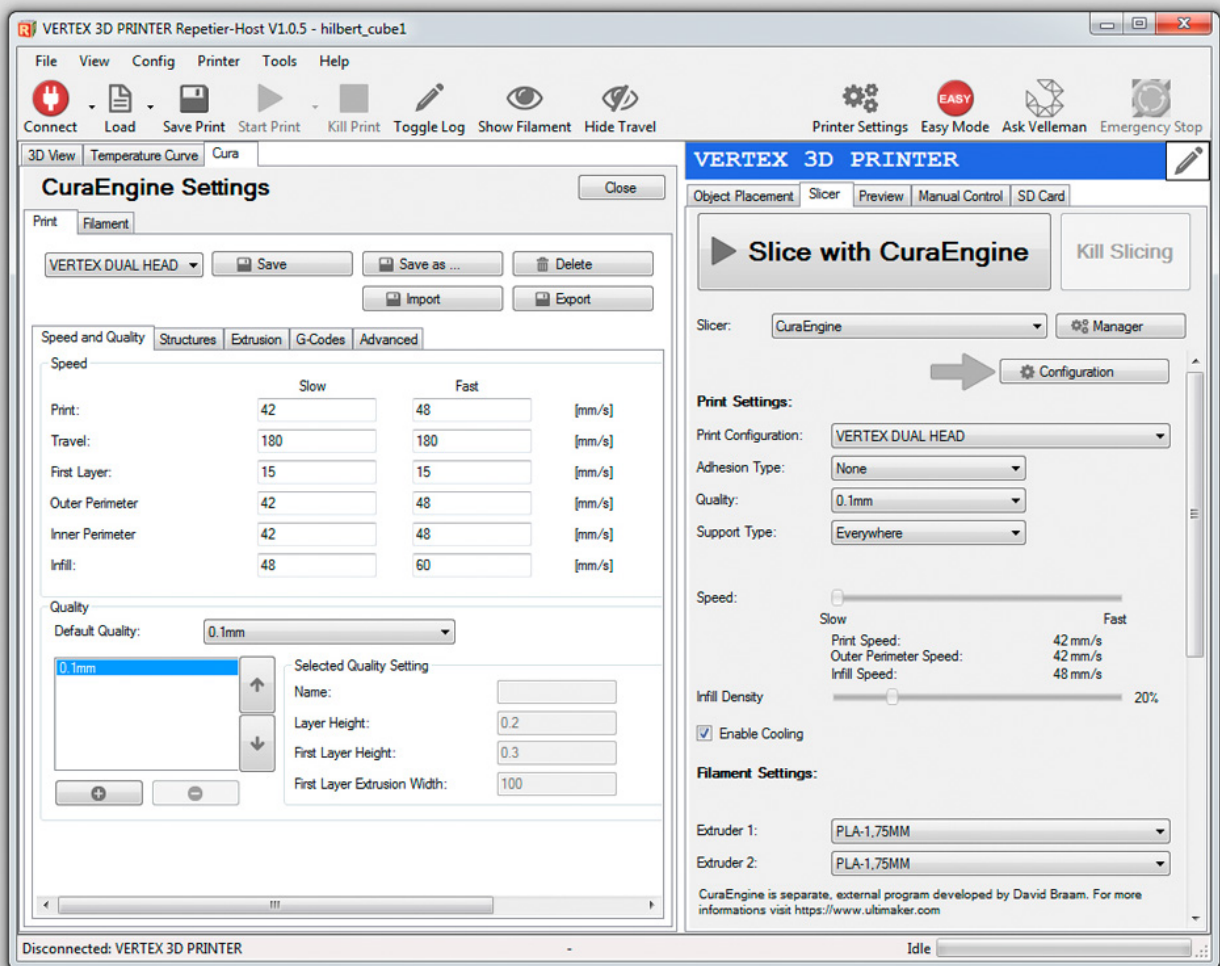 VERTEX 3D PRINTER Repetier-Host V1.0.5 - hilbert_cube1
File View Config Printer Tools Help
EASY
Connect Load Save Print Start Print Kill Print Toggle Log Show Filament Hide Travel Printer Settings Easy Mode Ask Velleman Emergency Stop
3D View Temperature Curve Cura
CuraEngine Settings
Close
Print Filament
VERTEX DUAL HEAD Save Save as ... Delete
Import Export
Speed and Quality Structures Extrusion G-Codes Advanced
Speed
Slow Fast
Print: 42 48 [mm/s]
Travel: 180 180 [mm/s]
First Layer: 15 15 [mm/s]
Outer Perimeter 42 48 [mm/s]
Inner Perimeter 42 48 [mm/s]
Infill: 48 60 [mm/s]
Quality
Default Quality: 0.1mm
0.1mm
Selected Quality Setting
Name:
Layer Height: 0.2
First Layer Height: 0.3
First Layer Extrusion Width: 100
VERTEX 3D PRINTER
Object Placement Slicer Preview Manual Control SD Card
Slice with CuraEngine
Kill Slicing
Slicer: CuraEngine Manager
Configuration
Print Settings:
Print Configuration: VERTEX DUAL HEAD
Adhesion Type: None
Quality: 0.1mm
Support Type: Everywhere
Speed:
Slow Fast
Print Speed: 42 mm/s
Outer Perimeter Speed: 42 mm/s
Infill Speed: 48 mm/s
Infill Density 20%
Enable Cooling
Filament Settings:
Extruder 1: PLA-1,75MM
Extruder 2: PLA-1,75MM
CuraEngine is separate, external program developed by David Braam. For more
informations visit https://www.ultimaker.com
Disconnected: VERTEX 3D PRINTER - Idle